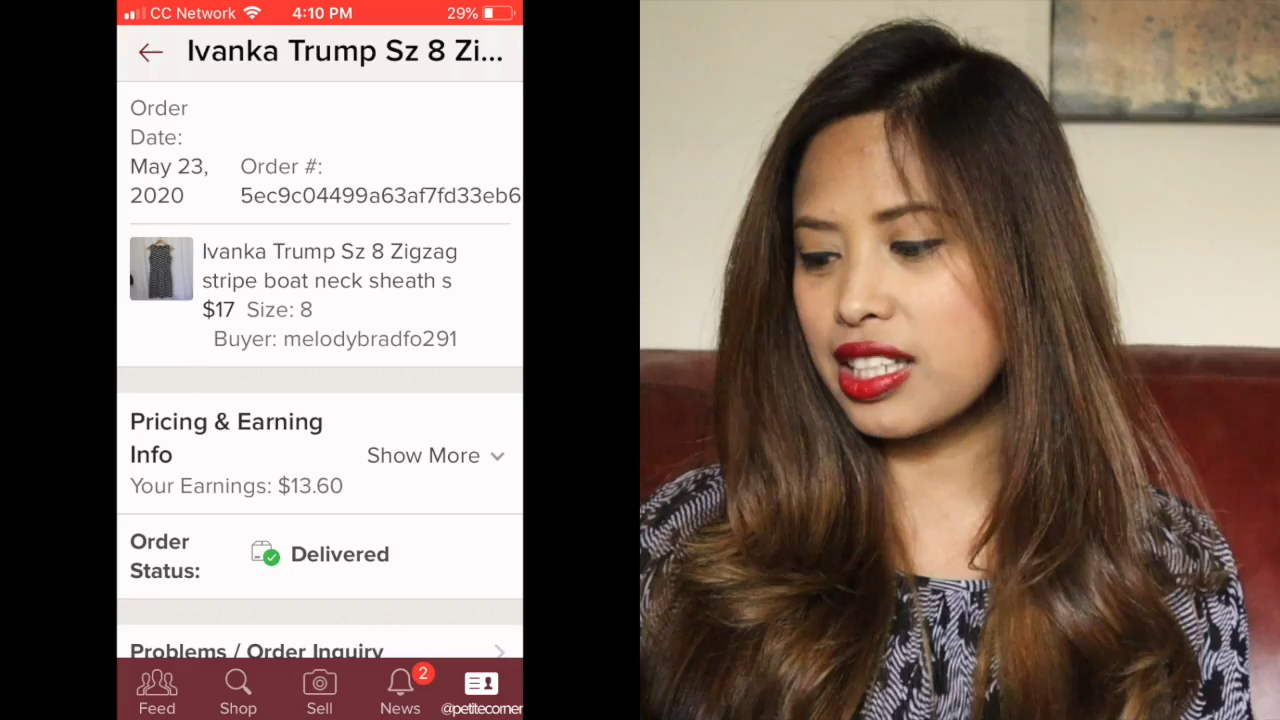 CC Network 4:10 PM 29%
Ivanka Trump Sz 8 Zi...
Order
Date:
May 23, Order #:
2020 5ec9c04499a63af7fd33eb6
Ivanka Trump Sz 8 Zigzag
stripe boat neck sheath s
$17 Size: 8
Buyer: melodybradfo291
Pricing & Earning
Info Show More
Your Earnings: $13.60
Order
Status: Delivered
Problems / Order Inquiry
2
Feed Shop Sell News @petitecorner